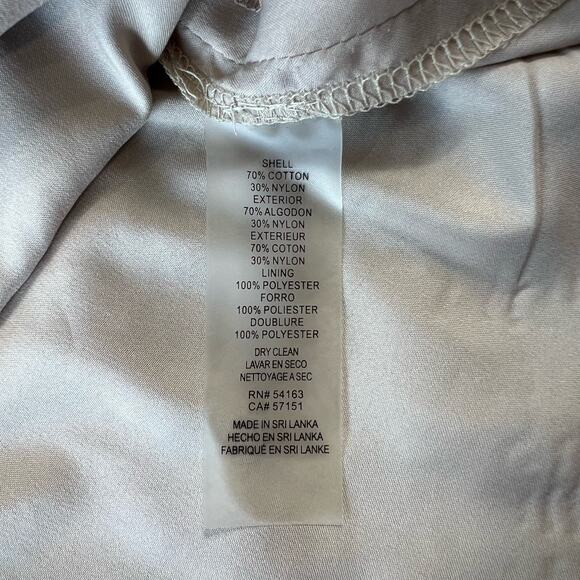 SHELL
70% COTTON
30% NYLON
EXTERIOR
70% ALGODON
30% NYLON
EXTERIEUR
70% COTON
30% NYLON
LINING
100% POLYESTER
FORRO
100% POLIESTER
DOUBLURE
100% POLYESTER
DRY CLEAN
LAVAR EN SECO
NETTOYAGE A SEC
RN# 54163
CA# 57151
MADE IN SRI LANKA
HECHO EN SRI LANKA
FABRIQUÉ EN SRI LANKE